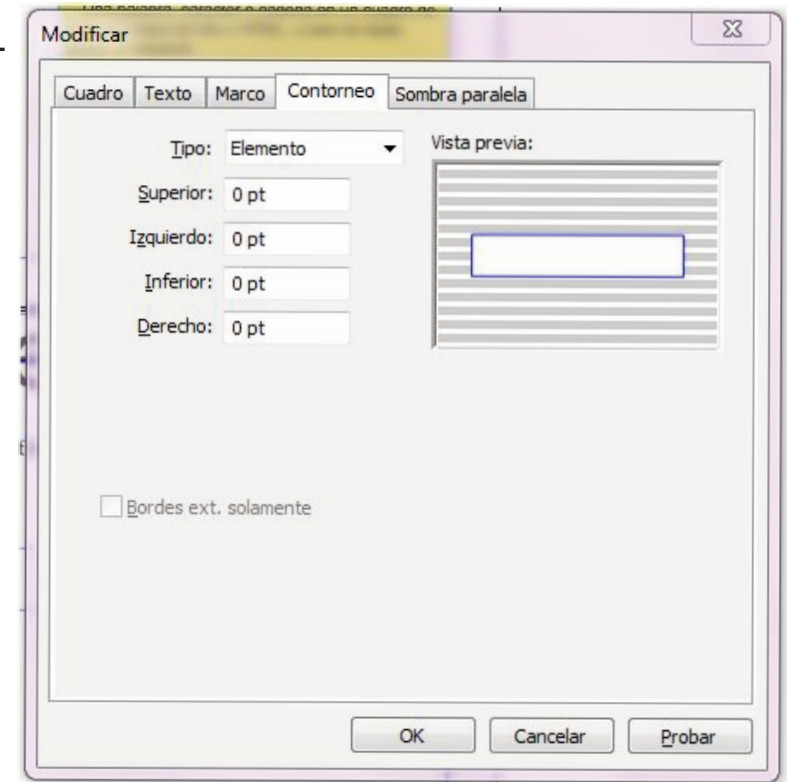 Modificar
Cuadro Texto Marco Contorneo Sombra paralela
Tipo: Elemento
Vista previa:
Superior: 0 pt
Izquierdo: 0 pt
Inferior: 0 pt
Derecho: 0 pt
Bordes ext. solamente
OK Cancelar Probar